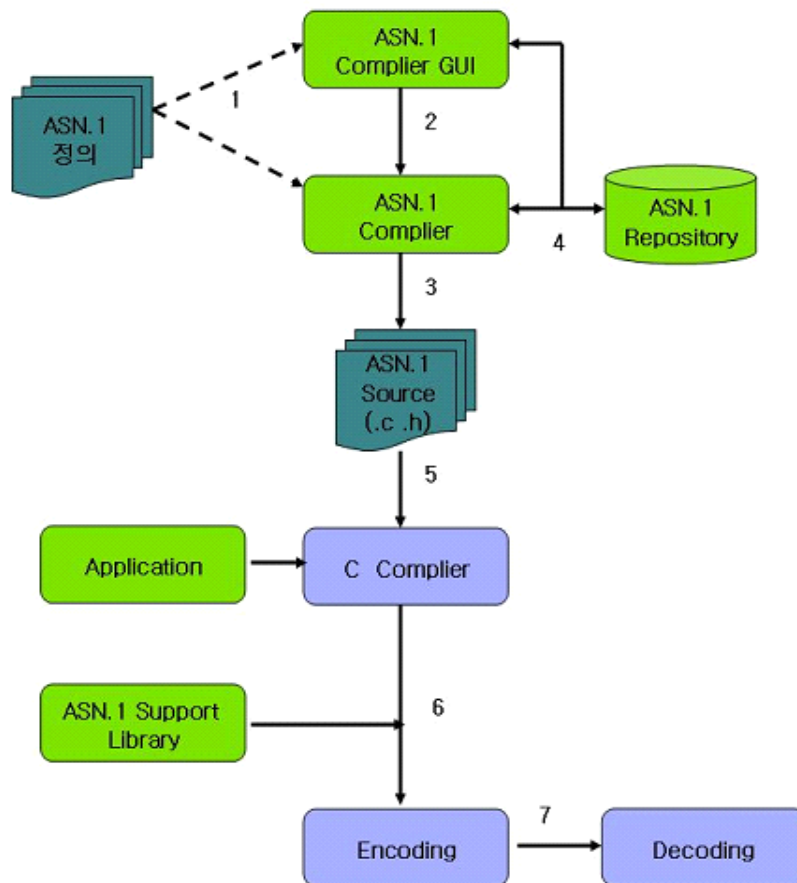 ASN.1
Complier GUI
1
ASN.1
정의
2
ASN.1
Complier
4
ASN.1
Repository
3
ASN.1
Source
(.c .h)
5
Application
C Complier
ASN.1 Support
Library
6
Encoding
7
Decoding